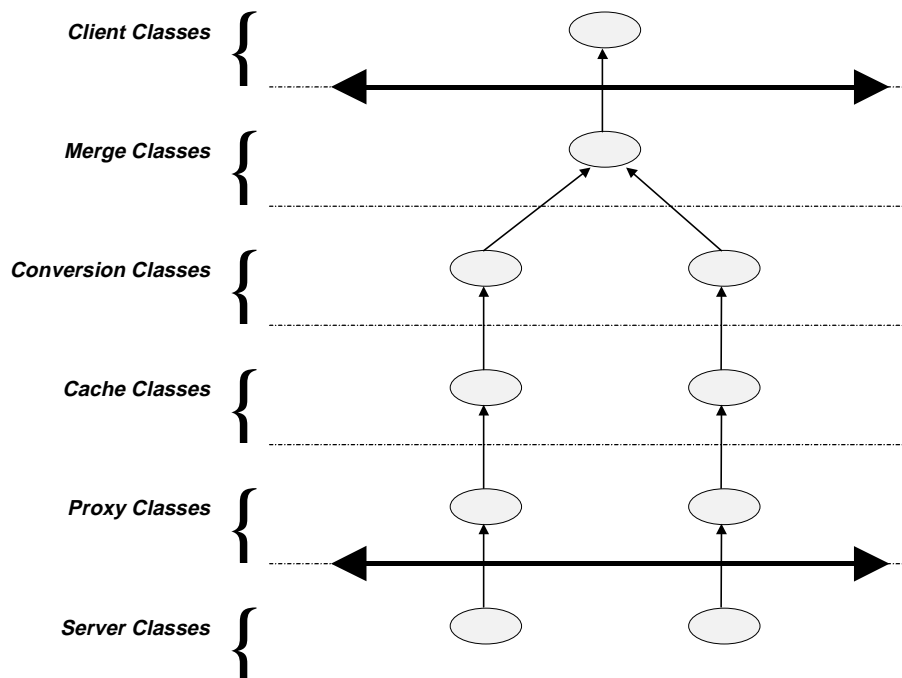 Client Classes
Merge Classes
Conversion Classes
Cache Classes
Proxy Classes
Server Classes